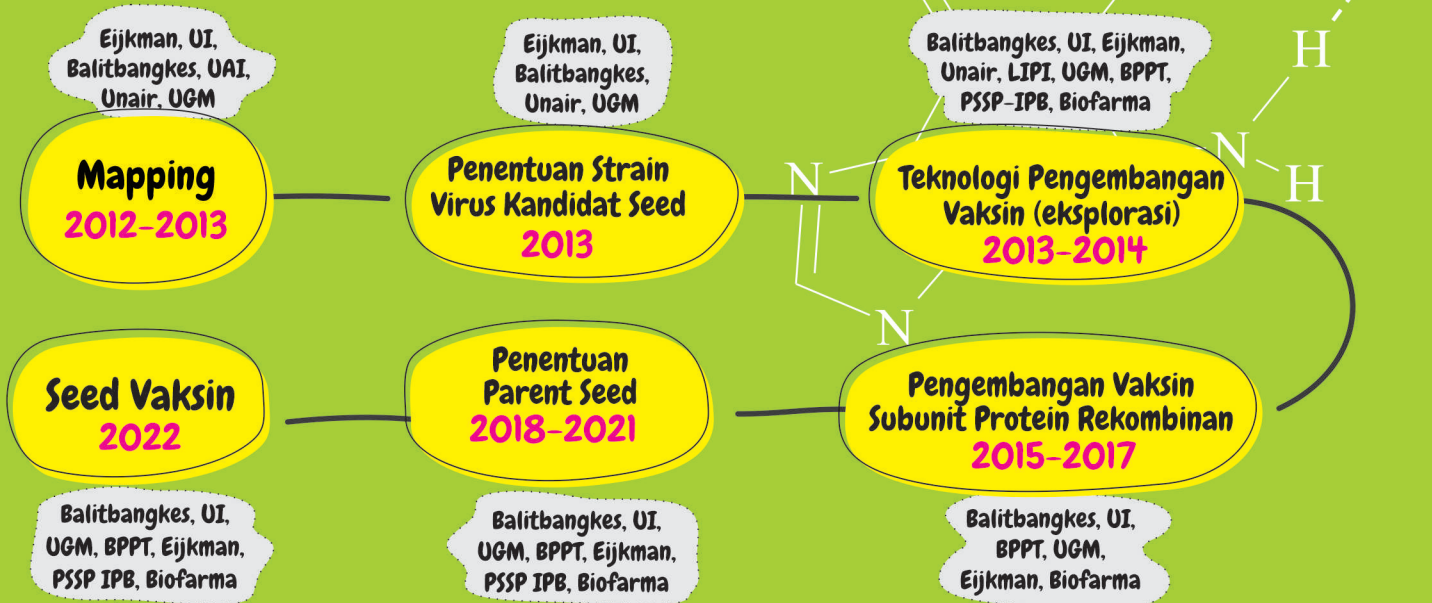 Eijkman, UI,
Balitbangkes, UAI,
Unair, UGM
Mapping
2012-2013
Eijkman, UI,
Balitbangkes,
Unair, UGM
Penentuan Strain
Virus Kandidat Seed
2013
Balitbangkes, UI, Eijkman,
Unair, LIPI, UGM, BPPT,
PSSP-IPB, Biofarma
Teknologi Pengembangan
Vaksin (eksplorasi)
2013-2014
H
N
H
N
N
Pengembangan Vaksin
Subunit Protein Rekombinan
2015-2017
Balitbangkes, UI,
BPPT, UGM,
Eijkman, Biofarma
Penentuan
Parent Seed
2018-2021
Balitbangkes, UI,
UGM, BPPT, Eijkman,
PSSP IPB, Biofarma
Seed Vaksin
2022
Balitbangkes, UI,
UGM, BPPT, Eijkman,
PSSP IPB, Biofarma